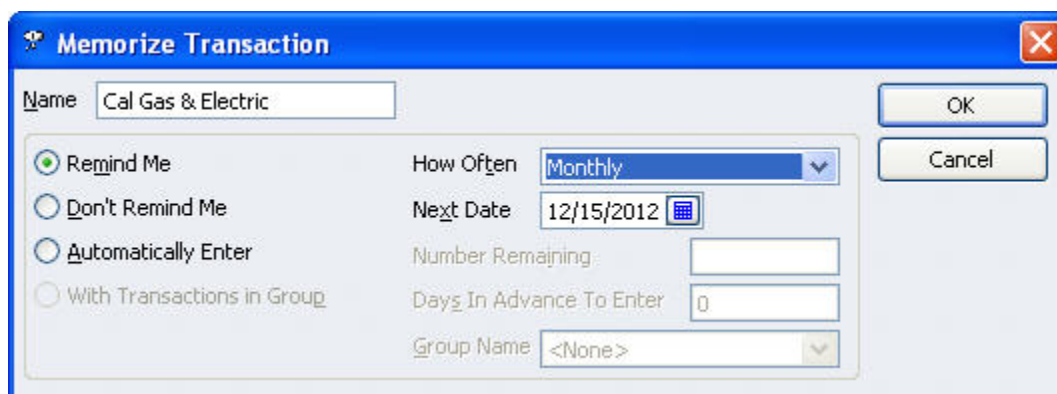 Memorize Transaction
Name Cal Gas & Electric
OK
Cancel
Remind Me
Don't Remind Me
Automatically Enter
With Transactions in Group
How Often Monthly
Next Date 12/15/2012
Number Remaining
Days In Advance To Enter 0
Group Name <None>